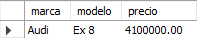 marca modelo precio
Audi Ex 8 4100000.00